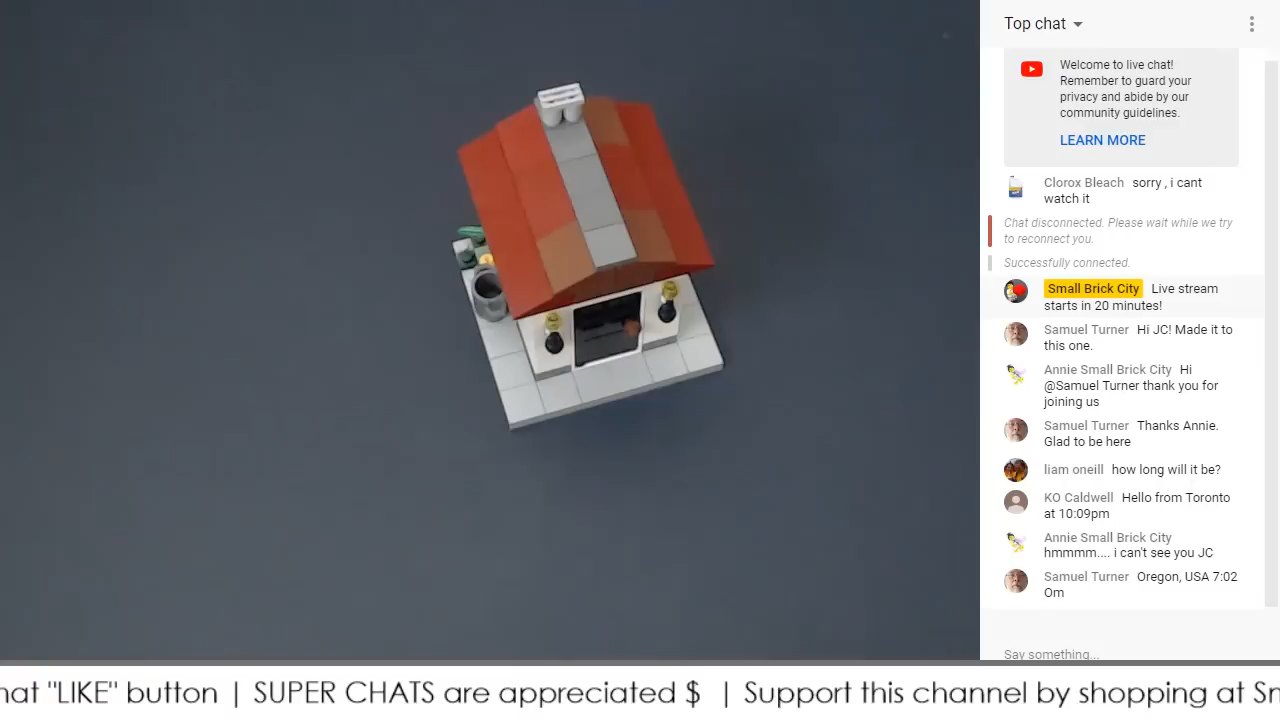 Top chat
Welcome to live chat!
Remember to guard your
privacy and abide by our
community guidelines.
LEARN MORE
Clorox Bleach sorry , i cant
watch it
Chat disconnected. Please wait while we try
to reconnect you.
Successfully connected.
Small Brick City Live stream
starts in 20 minutes!
Samuel Turner Hi JC! Made it to
this one.
Annie Small Brick City Hi
@Samuel Turner thank you for
joining us
Samuel Turner Thanks Annie.
Glad to be here
liam oneill how long will it be?
KO Caldwell Hello from Toronto
at 10:09pm
Annie Small Brick City
hmmmm.... i can't see you JC
Samuel Turner Oregon, USA 7:02
Om
Say something...
hat "LIKE" button | SUPER CHATS are appreciated $ | Support this channel by shopping at Sn